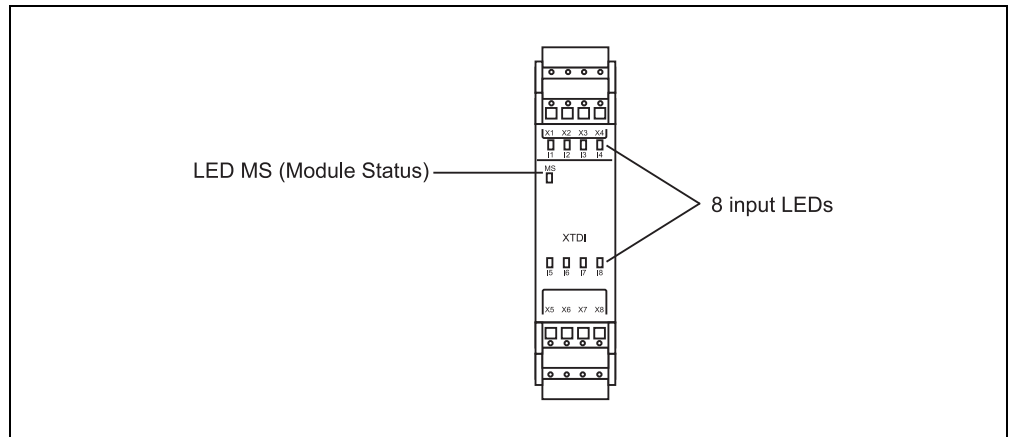 X1 X2 X3 X4
I1 I2 I3 I4
LED MS (Module Status)
MS
8 input LEDs
XTDI
I5 I6 I7 I8
X5 X6 X7 X8